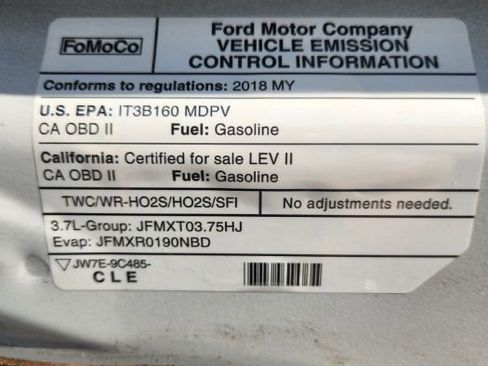 FoMoCo
Ford Motor Company
VEHICLE EMISSION
CONTROL INFORMATION
Conforms to regulations: 2018 MY
U.S. EPA: IT3B160 MDPV
CA OBD II Fuel: Gasoline
California: Certified for sale LEV II
CA OBD II Fuel: Gasoline
TWC/WR-HO2S/HO2S/SFI No adjustments needed.
3.7L-Group: JFMXT03.75HJ
Evap: JFMXR0190NBD
JW7E-9C485-
CLE